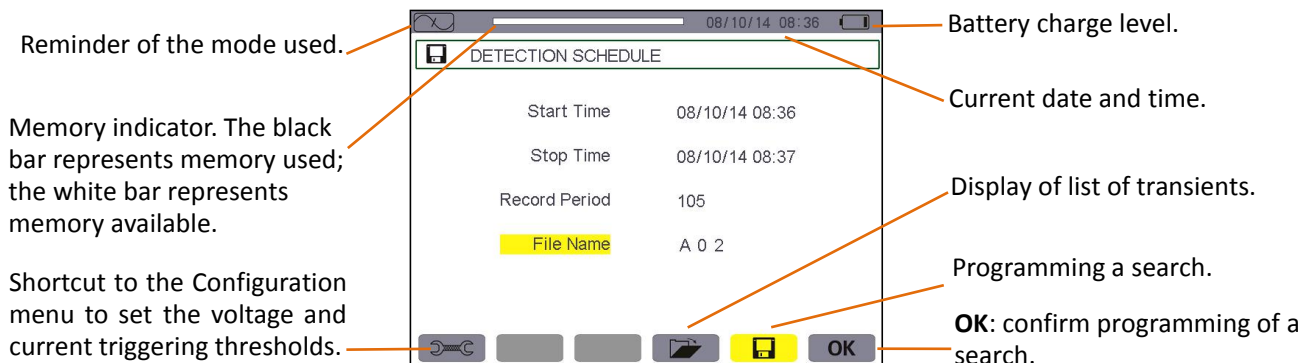 08/10/14 08:36
DETECTION SCHEDULE
Start Time 08/10/14 08:36
Stop Time 08/10/14 08:37
Record Period 105
File Name A 0 2
OK
Reminder of the mode used.
Memory indicator. The black
bar represents memory used;
the white bar represents
memory available.
Shortcut to the Configuration
menu to set the voltage and
current triggering thresholds.
Battery charge level.
Current date and time.
Display of list of transients.
Programming a search.
OK: confirm programming of a
search.